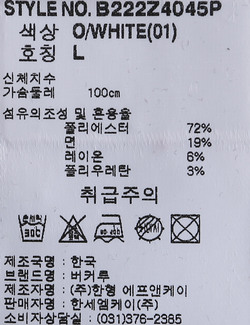 STYLE NO. B222Z4045P
색상 O/WHITE(01)
호칭 L
신체치수
가슴둘레 100cm
섬유의조성 및 혼용율
폴리에스터 72%
면 19%
레이온 6%
폴리우레탄 3%
취급주의
제조국명 : 한국
브랜드명 : 버커루
제조자명 : (주)한형 에프앤케이
판매자명 : 한세엠케이(주)
소비자상담실 : (031)376-2385